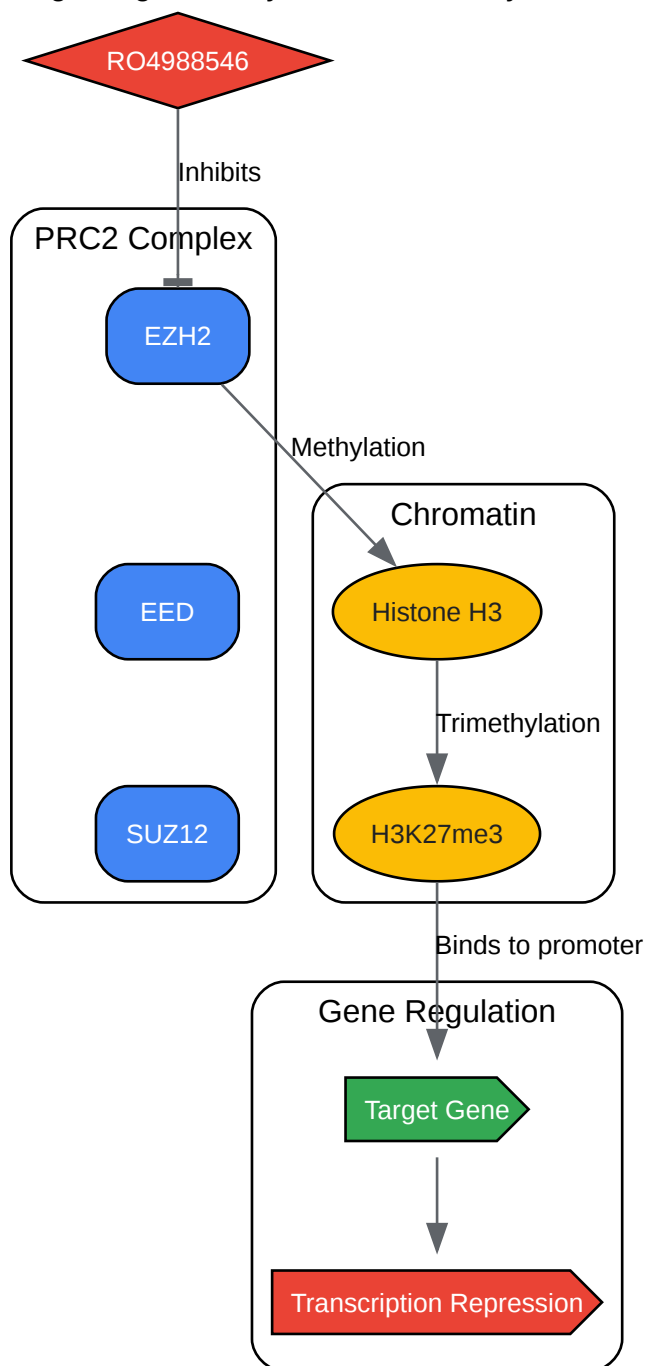 RO4988546
Inhibits
PRC2 Complex
EZH2
Methylation
Chromatin
EED
Histone H3
Trimethylation
SUZ12
H3K27me3
Binds to promoter
Gene Regulation
Target Gene
Transcription Repression